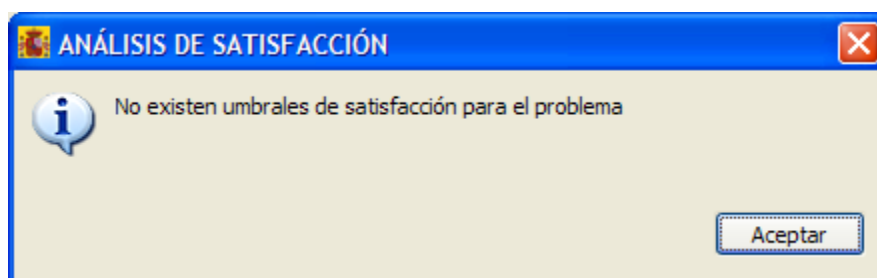 ANÁLISIS DE SATISFACCIÓN
No existen umbrales de satisfacción para el problema
Aceptar